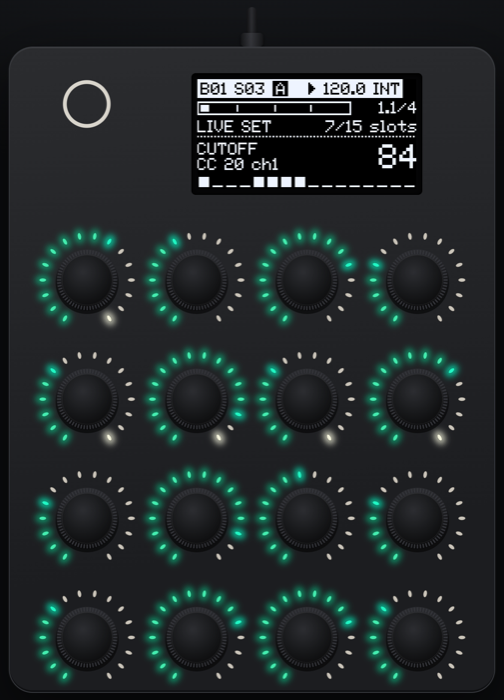 B01 S03 A ▶ 120.0 INT
1.1/4
LIVE SET 7/15 slots
CUTOFF
CC 20 ch1
84